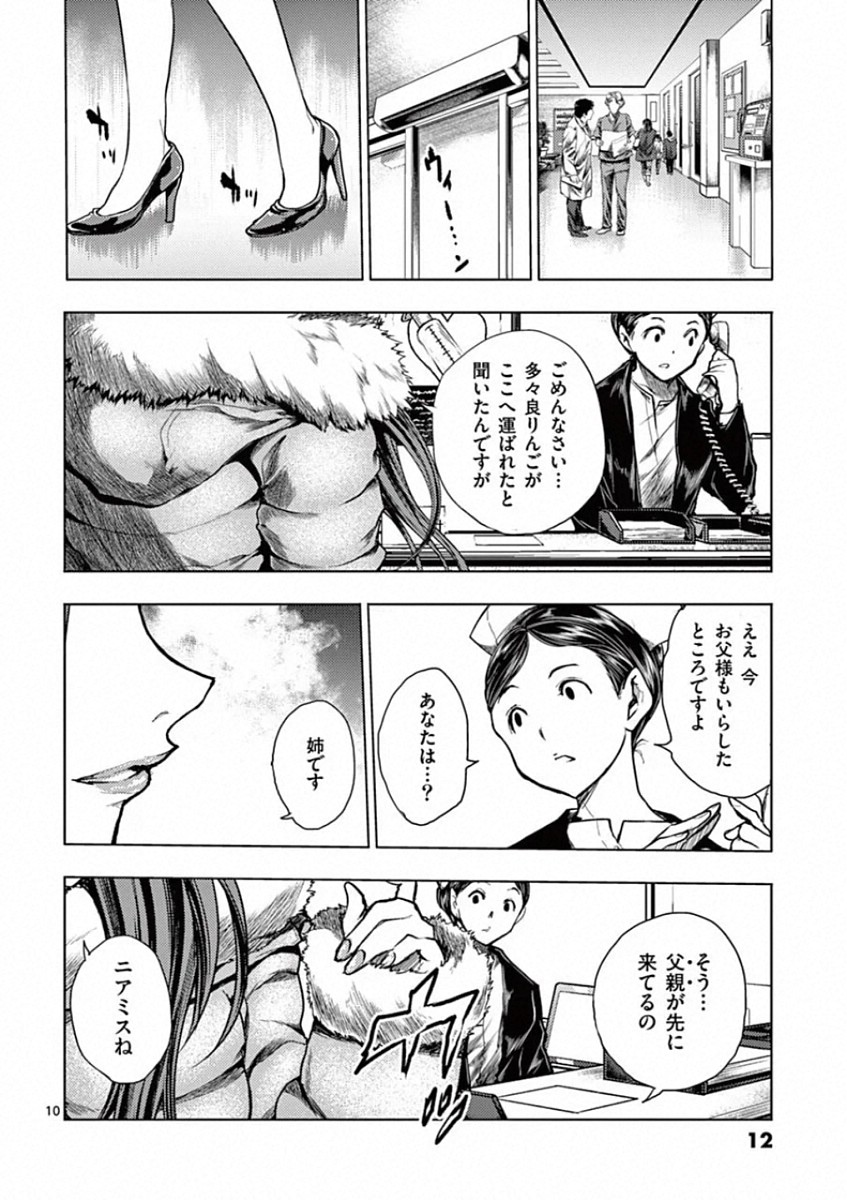 ウィーーン
カッ
カッ
ごめんなさい…
多々良りんごが
ここへ運ばれたと
聞いたんですが
ええ 今
お父様もいらした
ところですよ
あなたは…?
姉です
そう…
父親が先に
来てるの
ニアミスね
10
12